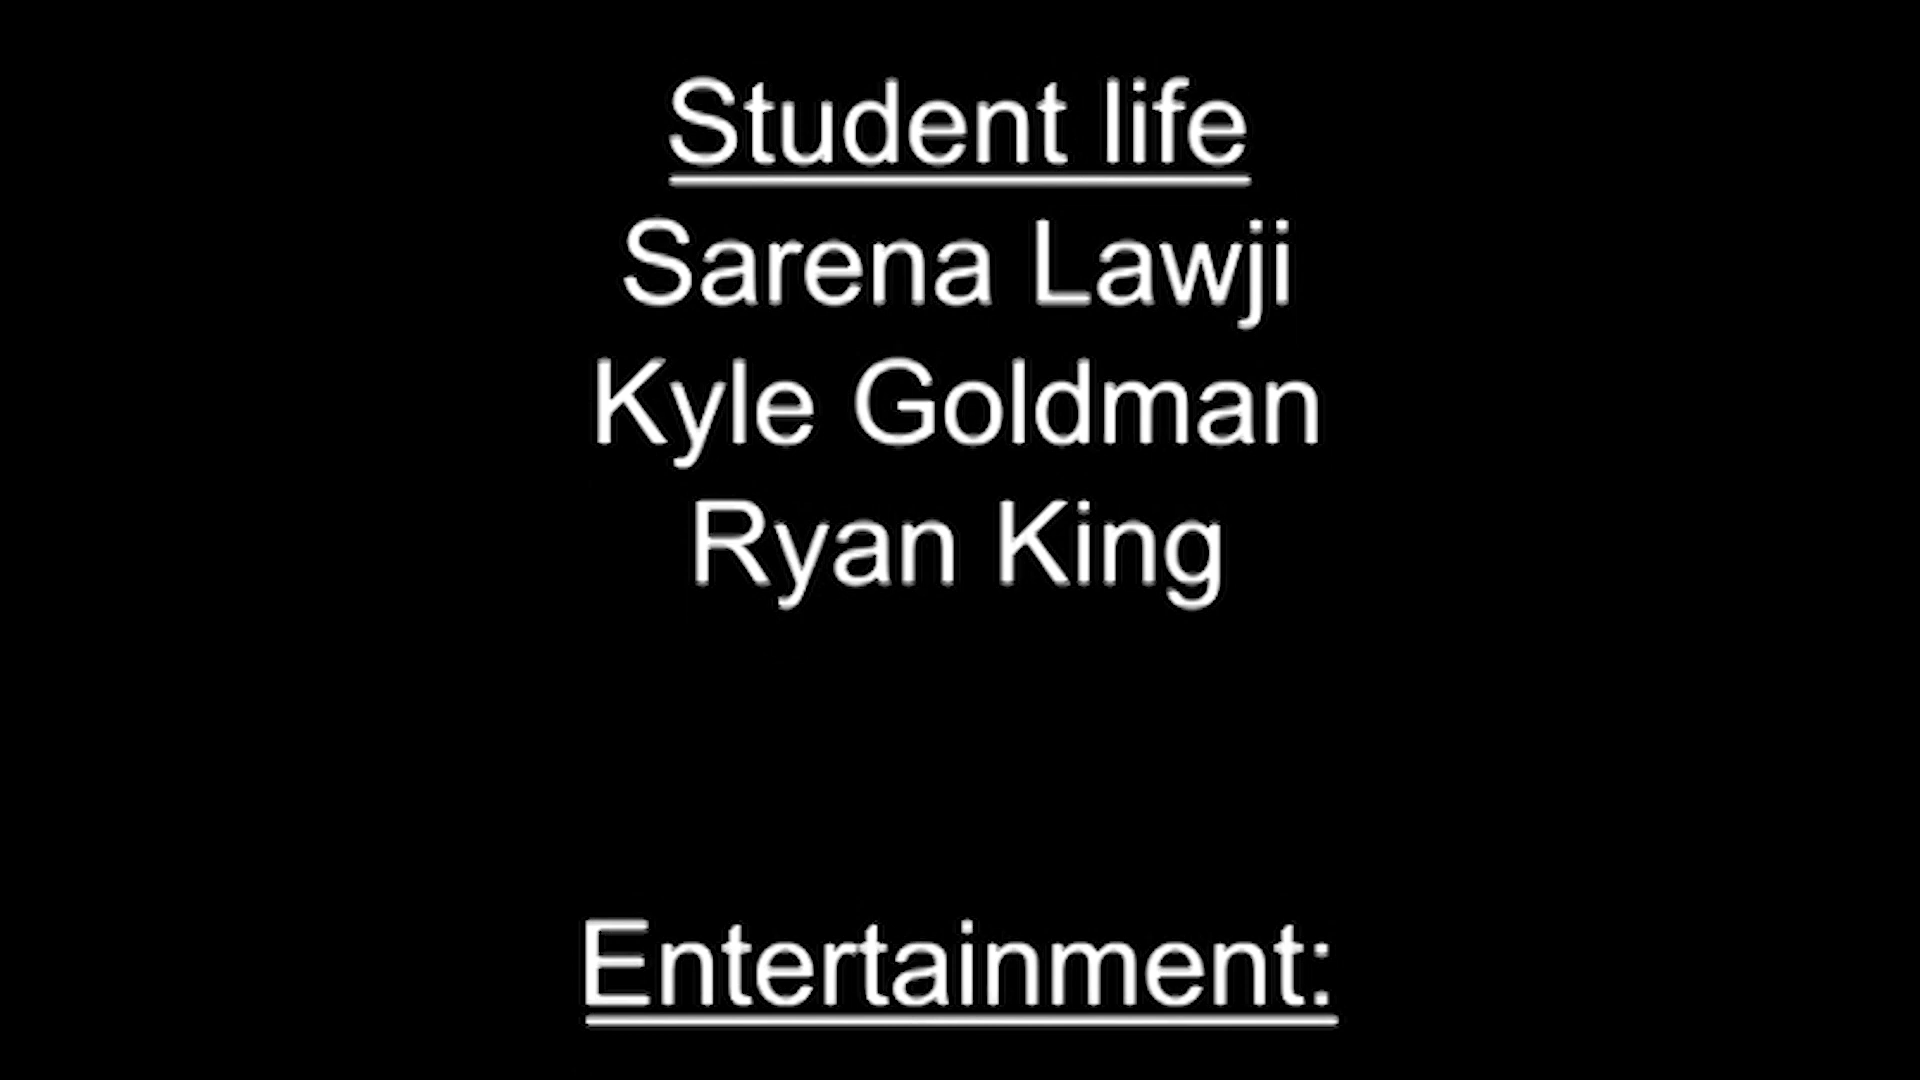 Student life
Sarena Lawji
Kyle Goldman
Ryan King
Entertainment: